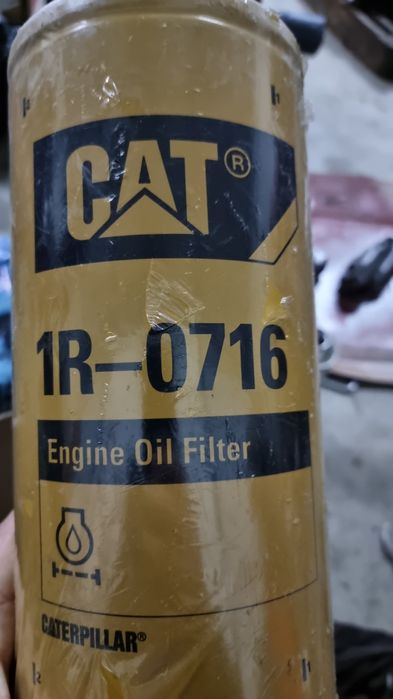 CAT®
1R-0716
Engine Oil Filter
CATERPILLAR®